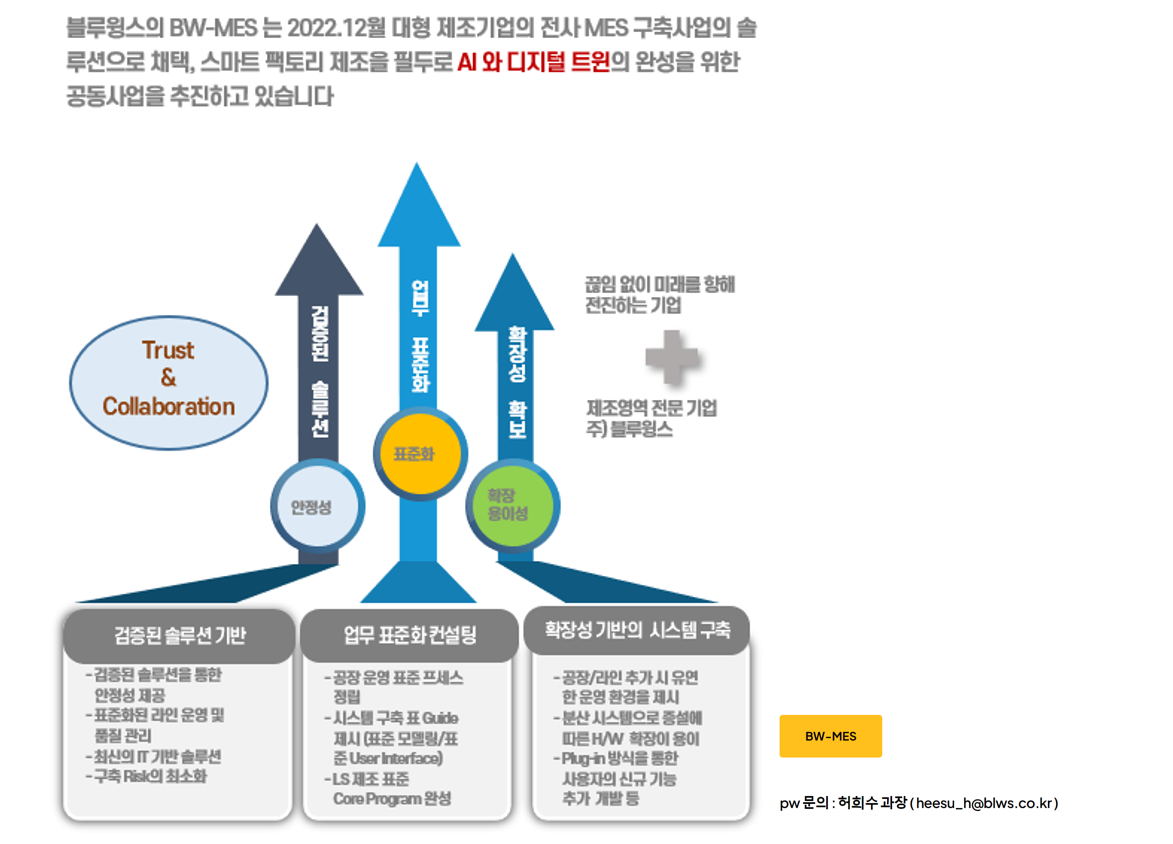 블루윙스의 BW-MES 는 2022.12월 대형 제조기업의 전사 MES 구축사업의 솔
루션으로 채택, 스마트 팩토리 제조을 필두로 AI 와 디지털 트윈의 완성을 위한
공동사업을 추진하고 있습니다
Trust
&
Collaboration
검증된 솔루션
업무 표준화
확장성 확보
안정성
표준화
확장
용이성
끊임 없이 미래를 향해
전진하는 기업
제조영역 전문 기업
주) 블루윙스
검증된 솔루션 기반
- 검증된 솔루션을 통한
안정성 제공
- 표준화된 라인 운영 및
품질 관리
- 최신의 IT 기반 솔루션
- 구축 Risk의 최소화
업무 표준화 컨설팅
- 공장 운영 표준 프세스
정립
- 시스템 구축 표 Guide
제시 (표준 모델링/표
준 User Interface)
- LS 제조 표준
Core Program 완성
확장성 기반의 시스템 구축
- 공장/라인 추가 시 유연
한 운영 환경을 제시
- 분산 시스템으로 증설에
따른 H/W 확장이 용이
- Plug-in 방식을 통한
사용자의 신규 기능
추가 개발 등
BW-MES
pw 문의 : 허희수 과장 ( heesu_h@blws.co.kr )